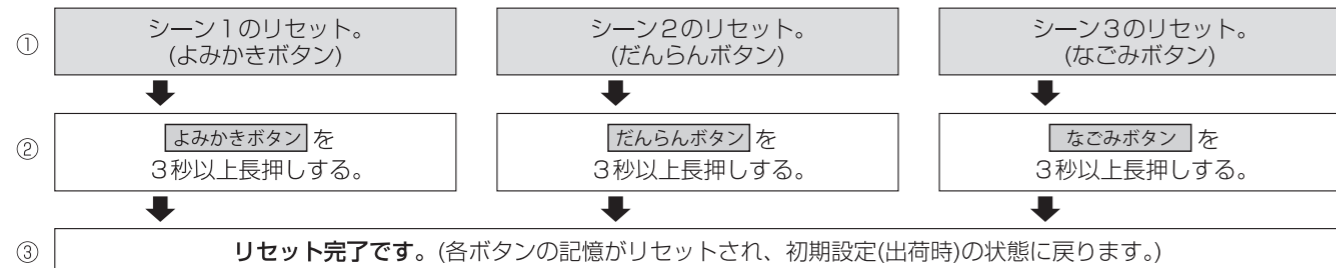 ①
シーン１のリセット。
(よみかきボタン)
シーン２のリセット。
(だんらんボタン)
シーン３のリセット。
(なごみボタン)
②
よみかきボタン を
３秒以上長押しする。
だんらんボタン を
３秒以上長押しする。
なごみボタン を
３秒以上長押しする。
③
リセット完了です。(各ボタンの記憶がリセットされ、初期設定(出荷時)の状態に戻ります。)